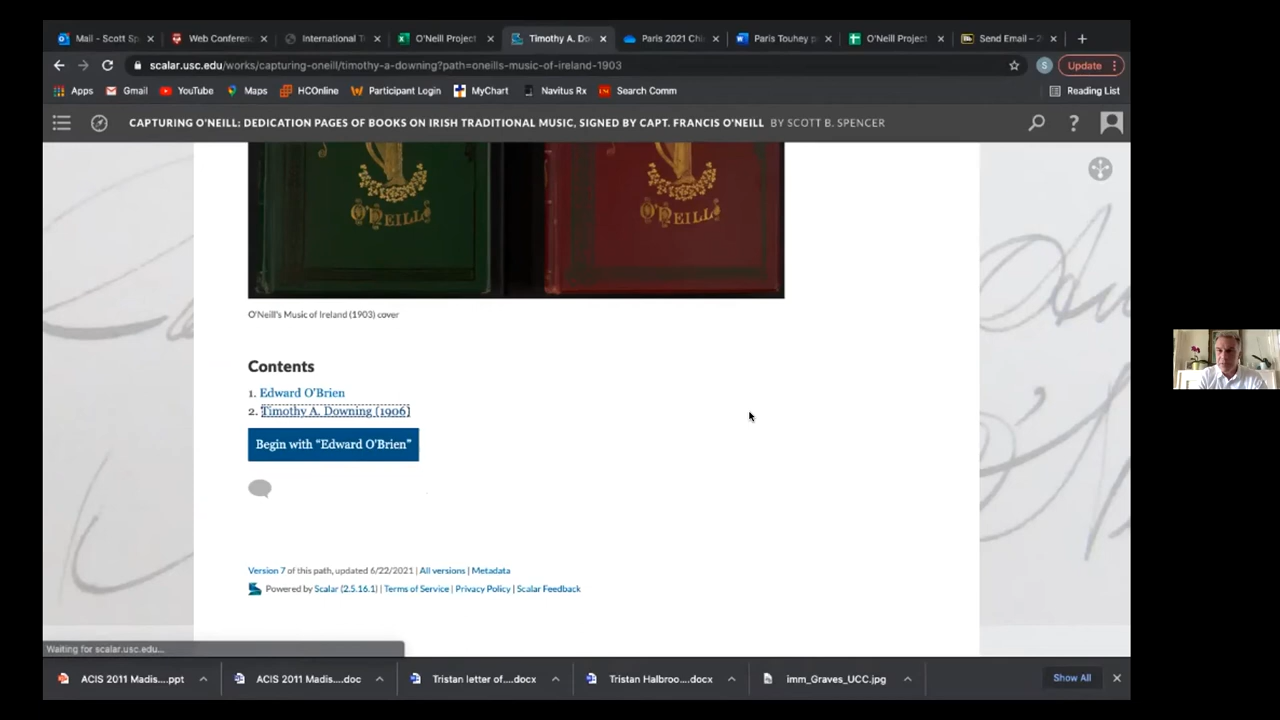 Mail - Scott Sp
Web Conferen
International T
O'Neill Project
Timothy A. Do
Paris 2021 Chi
Paris Touhey p
O'Neill Project
Send Email – 2
scalar.usc.edu/works/capturing-oneill/timothy-a-downing?path=oneills-music-of-ireland-1903
S
Update
Apps
Gmail
YouTube
Maps
HCOnline
Participant Login
MyChart
Navitus Rx
Search Comm
Reading List
CAPTURING O'NEILL: DEDICATION PAGES OF BOOKS ON IRISH TRADITIONAL MUSIC, SIGNED BY CAPT. FRANCIS O'NEILL BY SCOTT B. SPENCER
O'NEILL
O'NEILL
O'Neill's Music of Ireland (1903) cover
Contents
1. Edward O'Brien
2. Timothy A. Downing (1906)
Begin with “Edward O'Brien”
Version 7 of this path, updated 6/22/2021 | All versions | Metadata
Powered by Scalar (2.5.16.1) | Terms of Service | Privacy Policy | Scalar Feedback
Waiting for scalar.usc.edu...
ACIS 2011 Madis....ppt
ACIS 2011 Madis....doc
Tristan letter of....docx
Tristan Halbroo....docx
imm_Graves_UCC.jpg
Show All